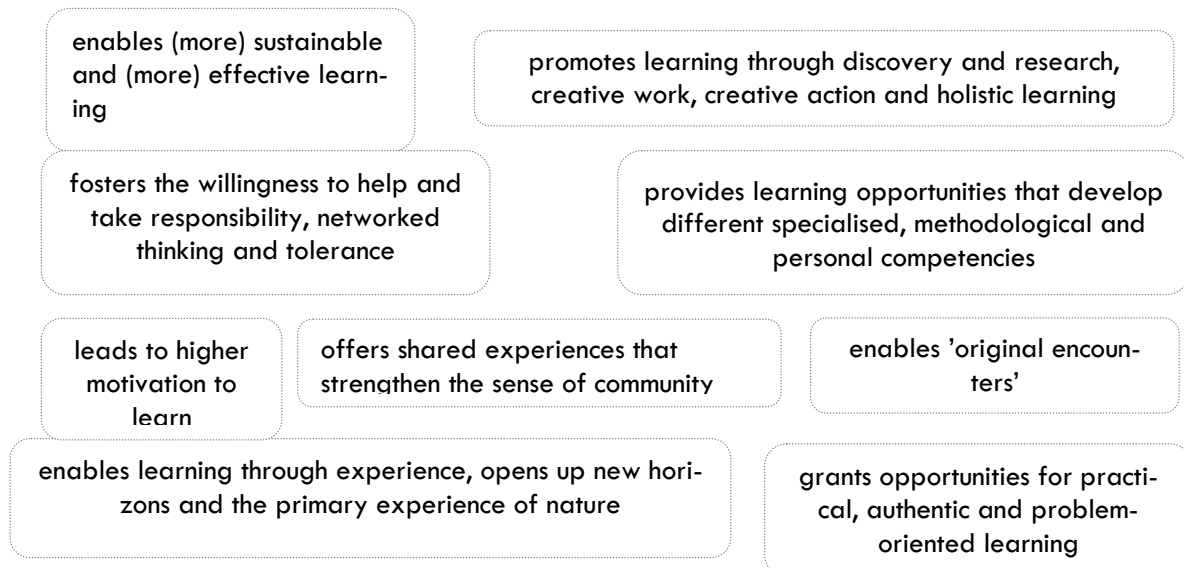 enables (more) sustainable
and (more) effective learn-
ing
promotes learning through discovery and research,
creative work, creative action and holistic learning
fosters the willingness to help and
take responsibility, networked
thinking and tolerance
provides learning opportunities that develop
different specialised, methodological and
personal competencies
leads to higher
motivation to
learn
offers shared experiences that
strengthen the sense of community
enables 'original encoun-
ters'
enables learning through experience, opens up new hori-
zons and the primary experience of nature
grants opportunities for practi-
cal, authentic and problem-
oriented learning